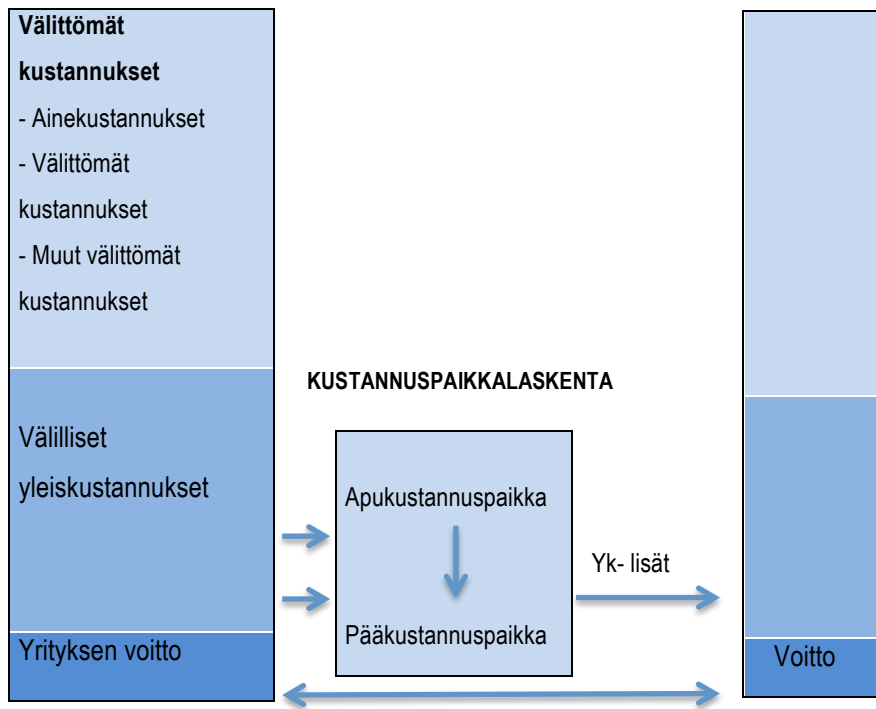 Välittömät
kustannukset
- Ainekustannukset
- Välittömät
kustannukset
- Muut välittömät
kustannukset
Välilliset
yleiskustannukset
Yrityksen voitto
KUSTANNUSPAIKKALASKENTA
Apukustannuspaikka
Pääkustannuspaikka
Yk- lisät
Voitto